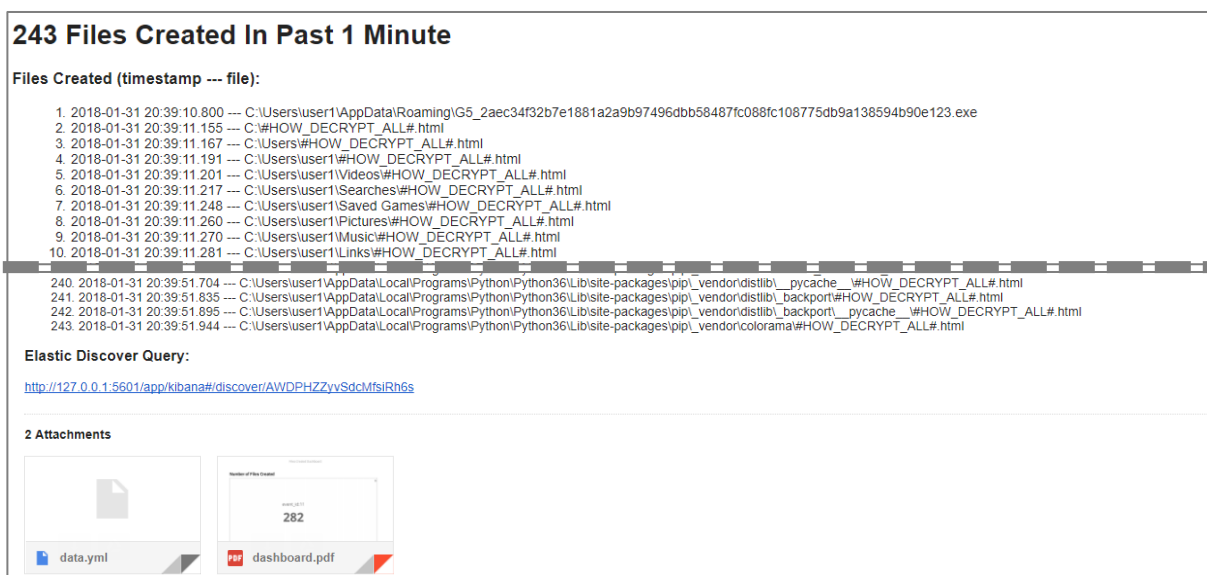 243 Files Created In Past 1 Minute
Files Created (timestamp --- file):
1. 2018-01-31 20:39:10.800 --- C:\Users\user1\AppData\Roaming\G5_2aec34f32b7e1881a2a9b97496dbb58487fc088fc108775db9a138594b90e123.exe
2. 2018-01-31 20:39:11.155 --- C:\#HOW_DECRYPT_ALL#.html
3. 2018-01-31 20:39:11.167 --- C:\Users\#HOW_DECRYPT_ALL#.html
4. 2018-01-31 20:39:11.191 --- C:\Users\user1\#HOW_DECRYPT_ALL#.html
5. 2018-01-31 20:39:11.201 --- C:\Users\user1\Videos\#HOW_DECRYPT_ALL#.html
6. 2018-01-31 20:39:11.217 --- C:\Users\user1\Searches\#HOW_DECRYPT_ALL#.html
7. 2018-01-31 20:39:11.248 --- C:\Users\user1\Saved Games\#HOW_DECRYPT_ALL#.html
8. 2018-01-31 20:39:11.260 --- C:\Users\user1\Pictures\#HOW_DECRYPT_ALL#.html
9. 2018-01-31 20:39:11.270 --- C:\Users\user1\Music\#HOW_DECRYPT_ALL#.html
10. 2018-01-31 20:39:11.281 --- C:\Users\user1\Links\#HOW_DECRYPT_ALL#.html
240. 2018-01-31 20:39:51.704 --- C:\Users\user1\AppData\Local\Programs\Python\Python36\Lib\site-packages\pip\_vendor\distlib\__pycache__\#HOW_DECRYPT_ALL#.html
241. 2018-01-31 20:39:51.835 --- C:\Users\user1\AppData\Local\Programs\Python\Python36\Lib\site-packages\pip\_vendor\distlib\_backport\#HOW_DECRYPT_ALL#.html
242. 2018-01-31 20:39:51.895 --- C:\Users\user1\AppData\Local\Programs\Python\Python36\Lib\site-packages\pip\_vendor\distlib\_backport\__pycache__\#HOW_DECRYPT_ALL#.html
243. 2018-01-31 20:39:51.944 --- C:\Users\user1\AppData\Local\Programs\Python\Python36\Lib\site-packages\pip\_vendor\colorama\#HOW_DECRYPT_ALL#.html
Elastic Discover Query:
http://127.0.0.1:5601/app/kibana#/discover/AWDPHZZyvSdcMfsiRh6s
2 Attachments
Number of Files Created
282
data.yml
PDF dashboard.pdf